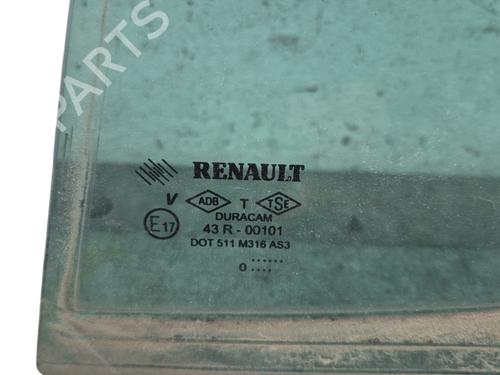 B-PARTS
RENAULT
V ADB T TSE
DURACAM
E17 43 R - 00101
DOT 511 M316 AS3
0 ....